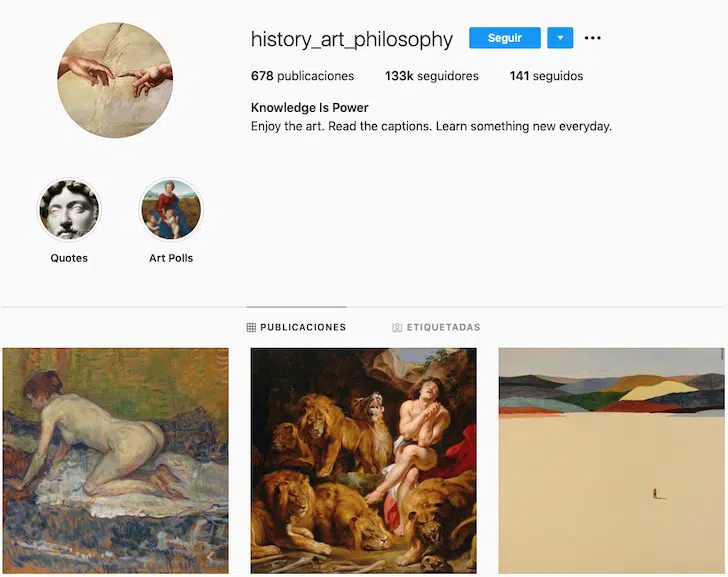 history_art_philosophy Seguir
678 publicaciones 133k seguidores 141 seguidos
Knowledge Is Power
Enjoy the art. Read the captions. Learn something new everyday.
Quotes Art Polls
PUBLICACIONES ETIQUETADAS